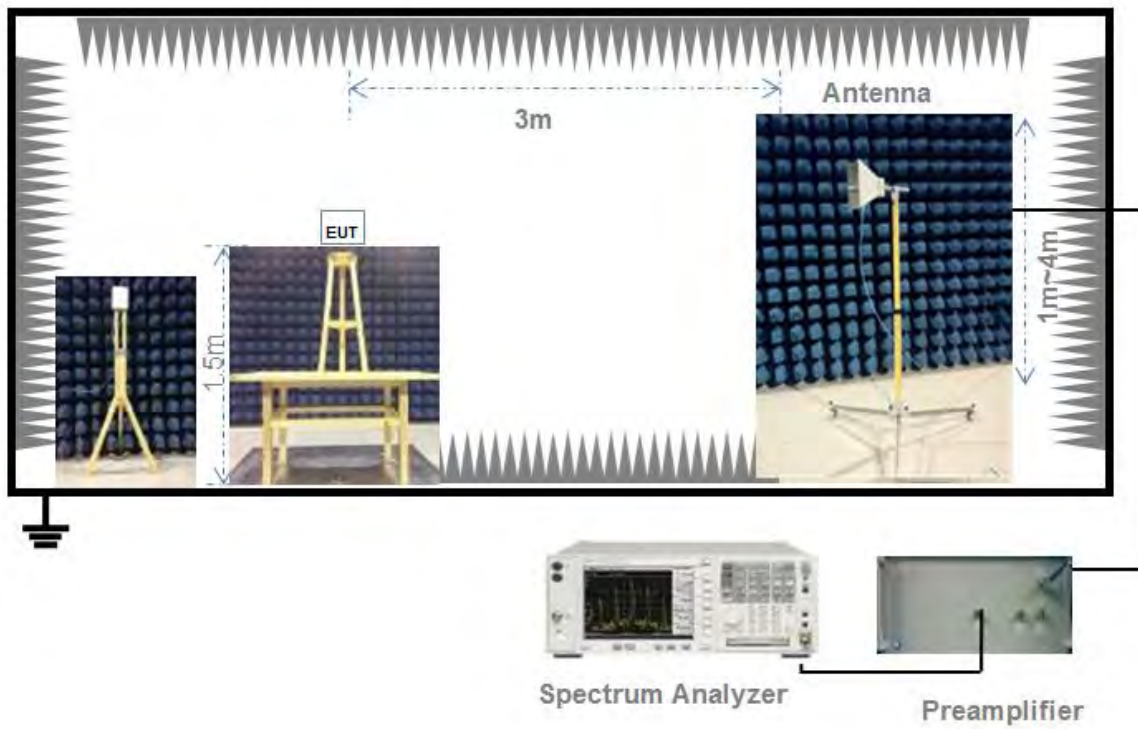 Antenna
3m
EUT
1m~4m
1.5m
Spectrum Analyzer
Preamplifier